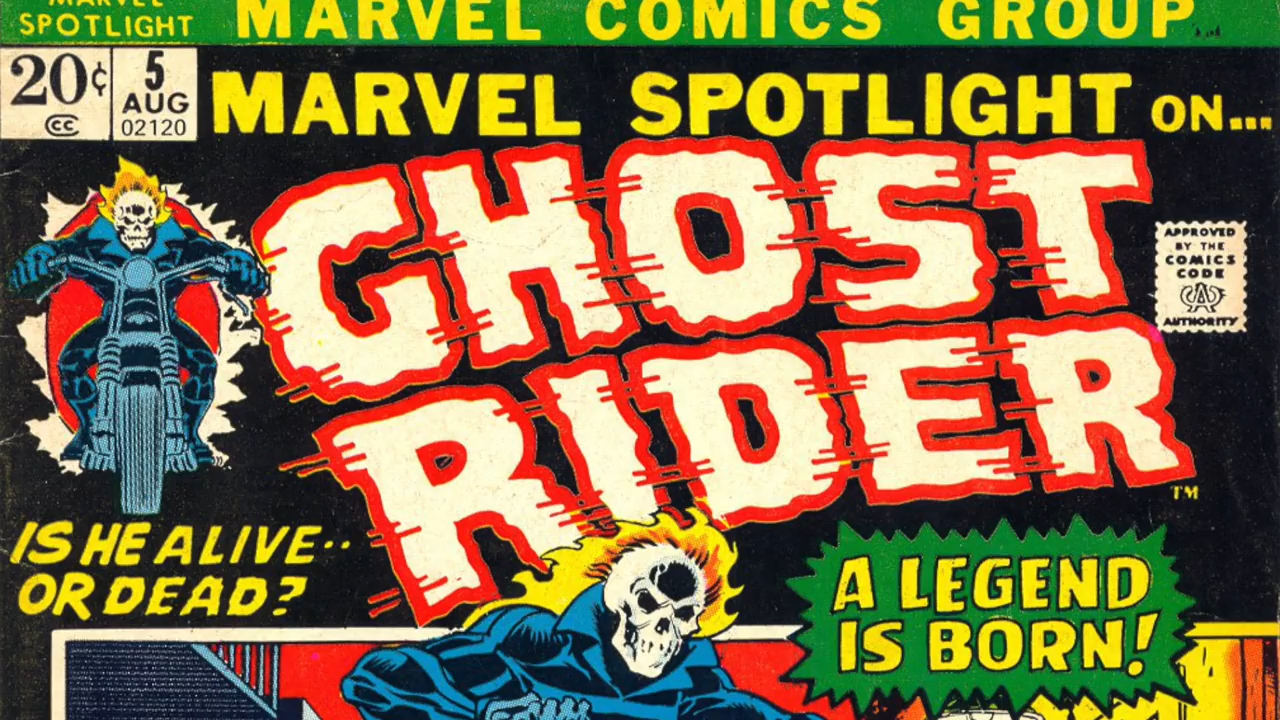 MARVEL
SPOTLIGHT
MARVEL COMICS GROUP
20¢
CC
5
AUG
02120
MARVEL SPOTLIGHT ON...
GHOST
RIDER
TM
APPROVED
BY THE
COMICS
CODE
AUTHORITY
IS HE ALIVE..
OR DEAD?
A LEGEND
IS BORN!